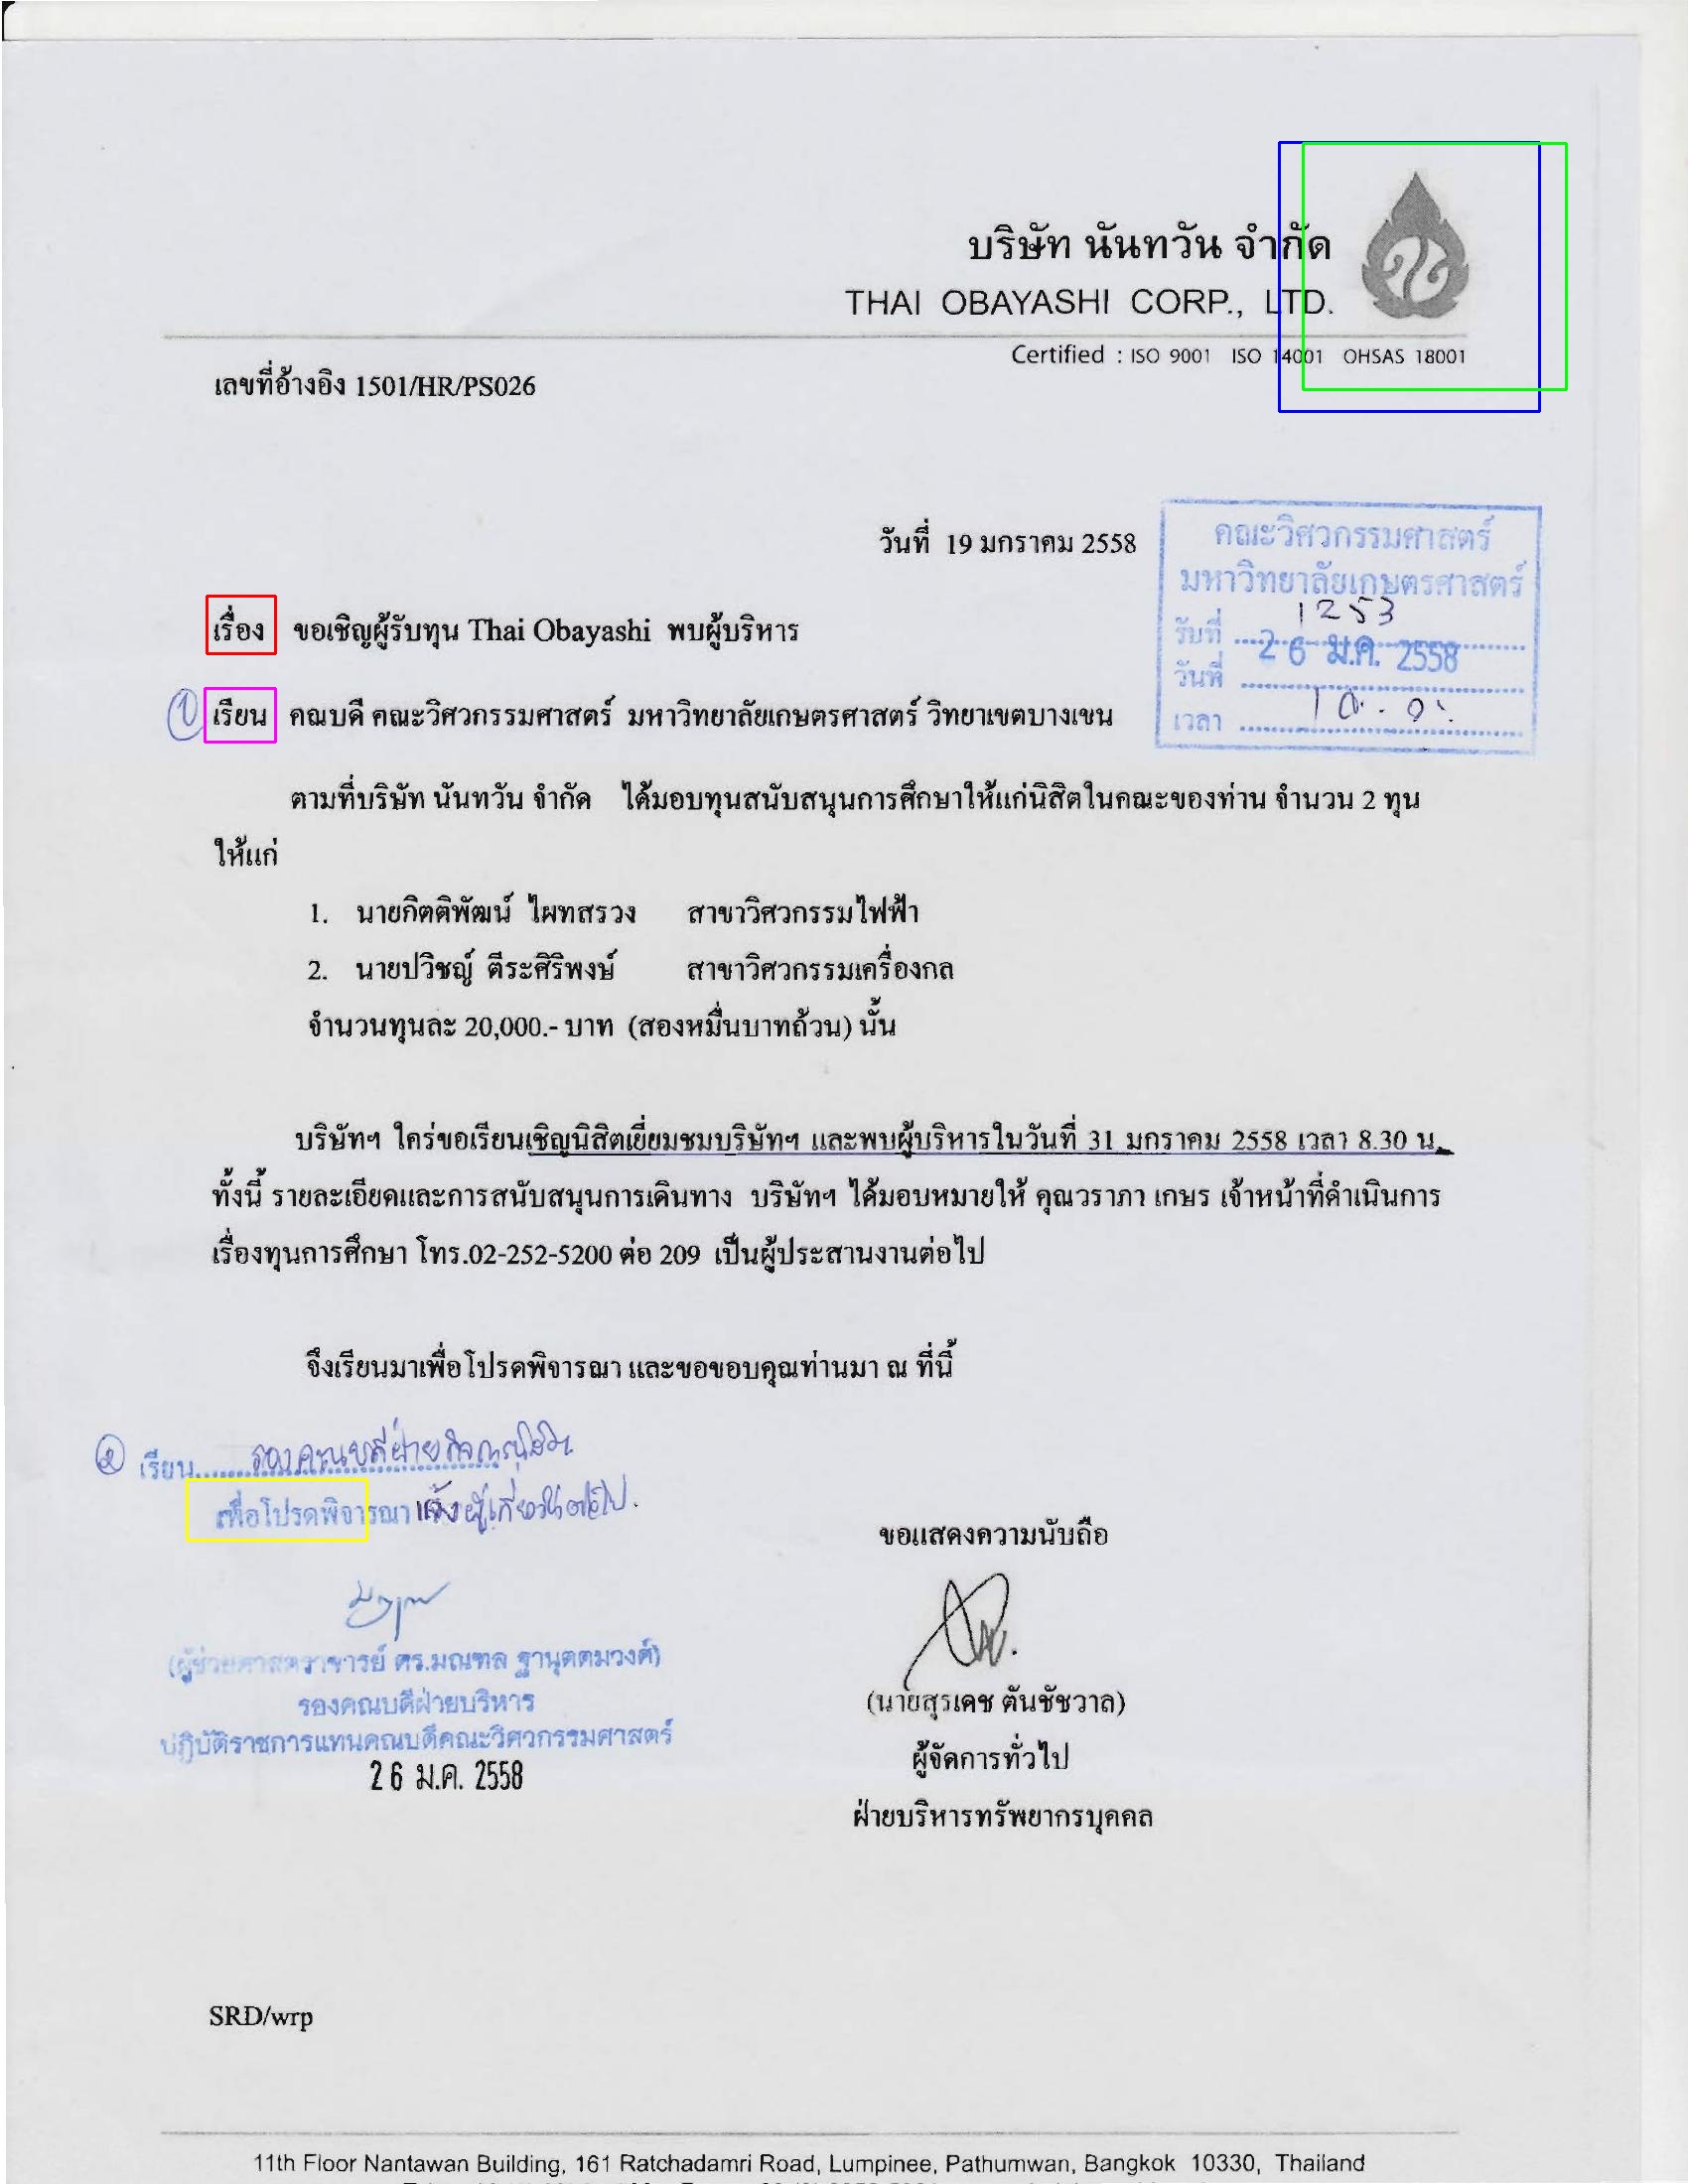 บริษัท นันทวัน จำกัด
THAI OBAYASHI CORP., LTD.
Certified : ISO 9001 ISO 14001 OHSAS 18001
เลขที่อ้างอิง 1501/HR/PS026
วันที่ 19 มกราคม 2558
คณะวิศวกรรมศาสตร์
มหาวิทยาลัยเกษตรศาสตร์
รับที่ 1253
วันที่ 26 ม.ค. 2558
เวลา
เรื่อง ขอเชิญผู้รับทุน Thai Obayashi พบผู้บริหาร
① เรียน คณบดี คณะวิศวกรรมศาสตร์ มหาวิทยาลัยเกษตรศาสตร์ วิทยาเขตบางเขน
ตามที่บริษัท นันทวัน จำกัด ได้มอบทุนสนับสนุนการศึกษาให้แก่นิสิตในคณะของท่าน จำนวน 2 ทุน
ให้แก่
1. นายกิตติพัฒน์ ไผทสรวง สาขาวิศวกรรมไฟฟ้า
2. นายปวิชญ์ ตีระศิริพงษ์ สาขาวิศวกรรมเครื่องกล
จำนวนทุนละ 20,000.- บาท (สองหมื่นบาทถ้วน) นั้น
บริษัทฯ ใคร่ขอเรียนเชิญนิสิตเยี่ยมชมบริษัทฯ และพบผู้บริหารในวันที่ 31 มกราคม 2558 เวลา 8.30 น.
ทั้งนี้ รายละเอียดและการสนับสนุนการเดินทาง บริษัทฯ ได้มอบหมายให้ คุณวราภา เกษร เจ้าหน้าที่ดำเนินการ
เรื่องทุนการศึกษา โทร.02-252-5200 ต่อ 209 เป็นผู้ประสานงานต่อไป
จึงเรียนมาเพื่อโปรดพิจารณา และขอขอบคุณท่านมา ณ ที่นี้
② เรียน รองคณบดีฝ่ายกิจการนิสิต
เพื่อโปรดพิจารณา แจ้งผู้เกี่ยวข้องต่อไป.
(ผู้ช่วยศาสตราจารย์ ดร.มณฑล ฐานุตตมวงศ์)
รองคณบดีฝ่ายบริหาร
ปฏิบัติราชการแทนคณบดีคณะวิศวกรรมศาสตร์
26 ม.ค. 2558
ขอแสดงความนับถือ
(นายสุรเดช ตันชัชวาล)
ผู้จัดการทั่วไป
ฝ่ายบริหารทรัพยากรบุคคล
SRD/wrp
11th Floor Nantawan Building, 161 Ratchadamri Road, Lumpinee, Pathumwan, Bangkok 10330, Thailand